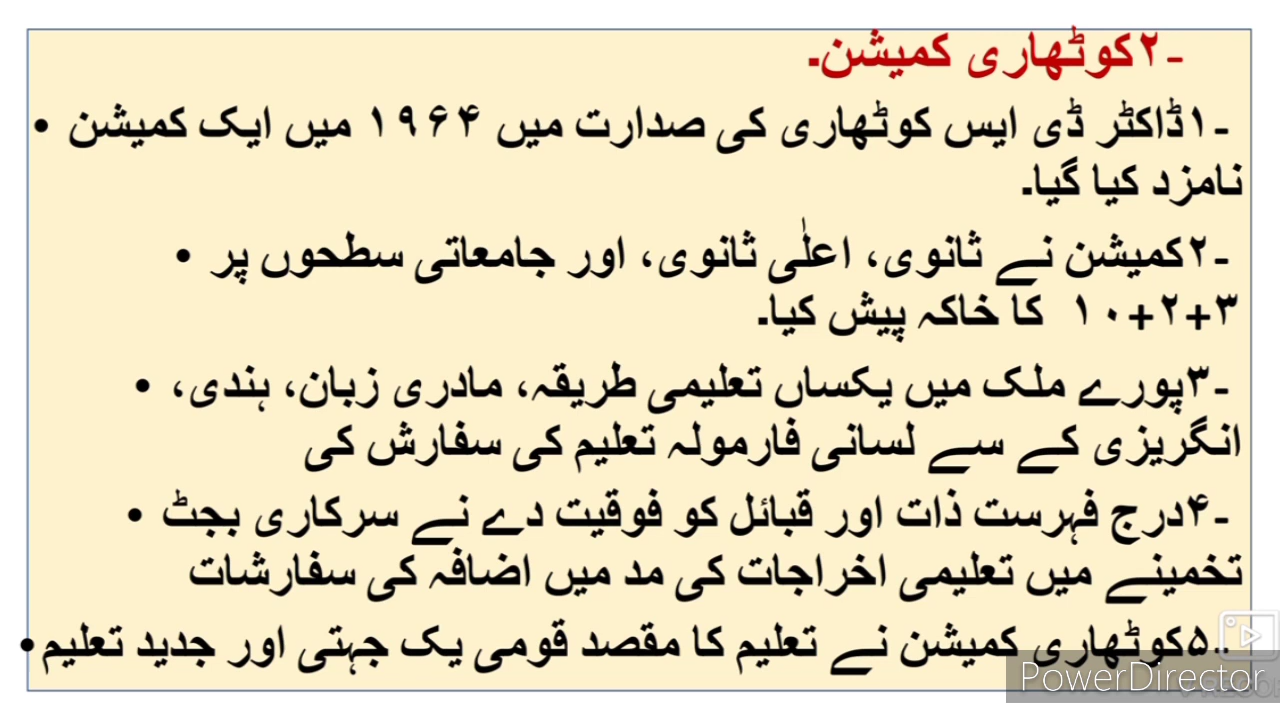 ۲۔کوٹھاری کمیشن۔
۱۔ڈاکٹر ڈی ایس کوٹھاری کی صدارت میں ۱۹۶۴ میں ایک کمیشن •
نامزد کیا گیا۔
۲۔کمیشن نے ثانوی، اعلٰی ثانوی، اور جامعاتی سطحوں پر •
۱۰+۲+۳ کا خاکہ پیش کیا۔
۳۔پورے ملک میں یکساں تعلیمی طریقہ، مادری زبان، ہندی، •
انگریزی کے سے لسانی فارمولہ تعلیم کی سفارش کی
۴۔درج فہرست ذات اور قبائل کو فوقیت دے نے سرکاری بجٹ •
تخمینے میں تعلیمی اخراجات کی مد میں اضافہ کی سفارشات
۵۔کوٹھاری کمیشن نے تعلیم کا مقصد قومی یک جہتی اور جدید تعلیم •
PowerDirector